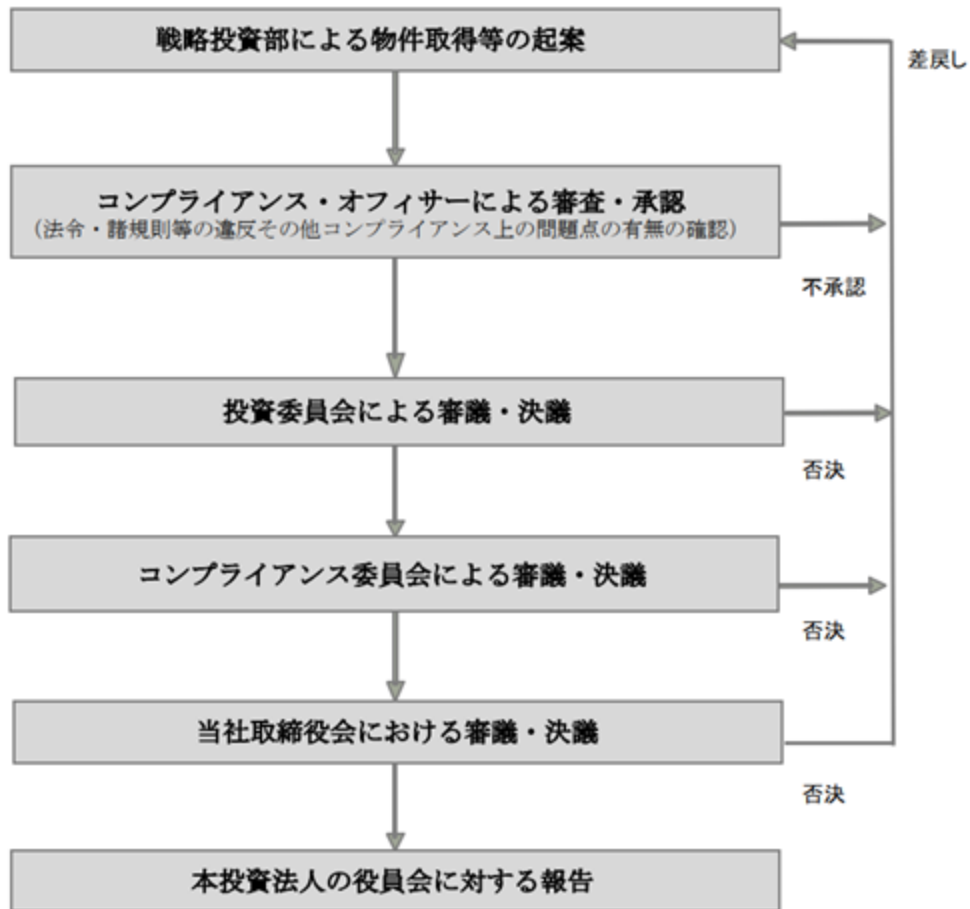 戦略投資部による物件取得等の起案
差戻し
コンプライアンス・オフィサーによる審査・承認
（法令・諸規則等の違反その他コンプライアンス上の問題点の有無の確認）
不承認
投資委員会による審議・決議
否決
コンプライアンス委員会による審議・決議
否決
当社取締役会における審議・決議
否決
本投資法人の役員会に対する報告